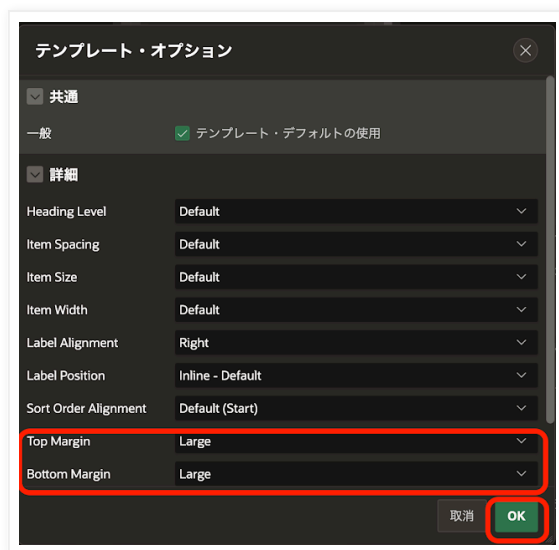 テンプレート・オプション
共通
一般 テンプレート・デフォルトの使用
詳細
Heading Level Default
Item Spacing Default
Item Size Default
Item Width Default
Label Alignment Right
Label Position Inline - Default
Sort Order Alignment Default (Start)
Top Margin Large
Bottom Margin Large
取消 OK